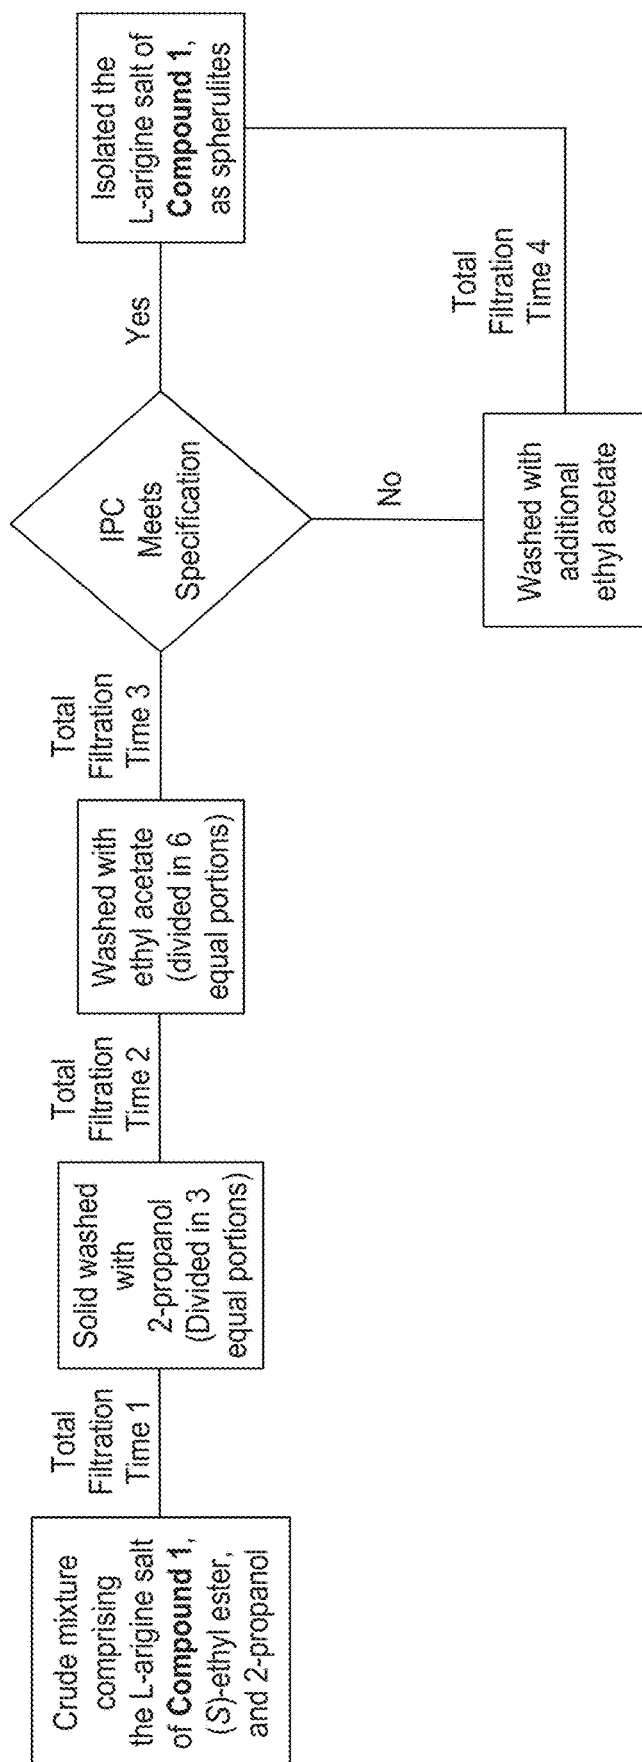 Crude mixture
comprising
the L-argine salt
of Compound 1,
(S)-ethyl ester,
and 2-propanol
Total
Filtration
Time 1
Solid washed
with
2-propanol
(Divided in 3
equal portions)
Total
Filtration
Time 2
Washed with
ethyl acetate
(divided in 6
equal portions)
Total
Filtration
Time 3
IPC
Meets
Specification
Yes
Isolated the
L-argine salt of
Compound 1,
as spherulites
No
Washed with
additional
ethyl acetate
Total
Filtration
Time 4